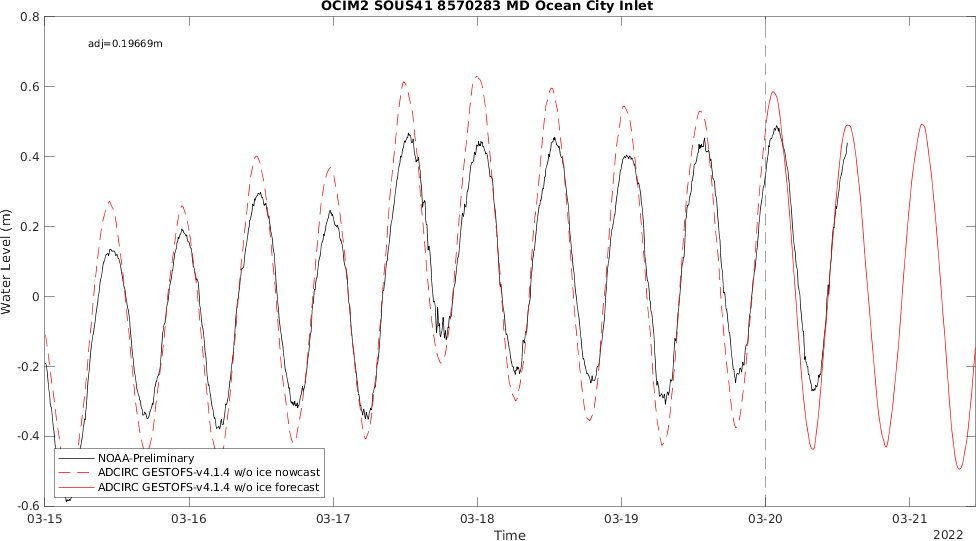 OCIM2 SOUS41 8570283 MD Ocean City Inlet
adj=0.19669m
0.8
0.6
0.4
0.2
0
-0.2
-0.4
-0.6
Water Level (m)
NOAA-Preliminary
ADCIRC GESTOFS-v4.1.4 w/o ice nowcast
ADCIRC GESTOFS-v4.1.4 w/o ice forecast
03-15 03-16 03-17 03-18 03-19 03-20 03-21
Time
2022